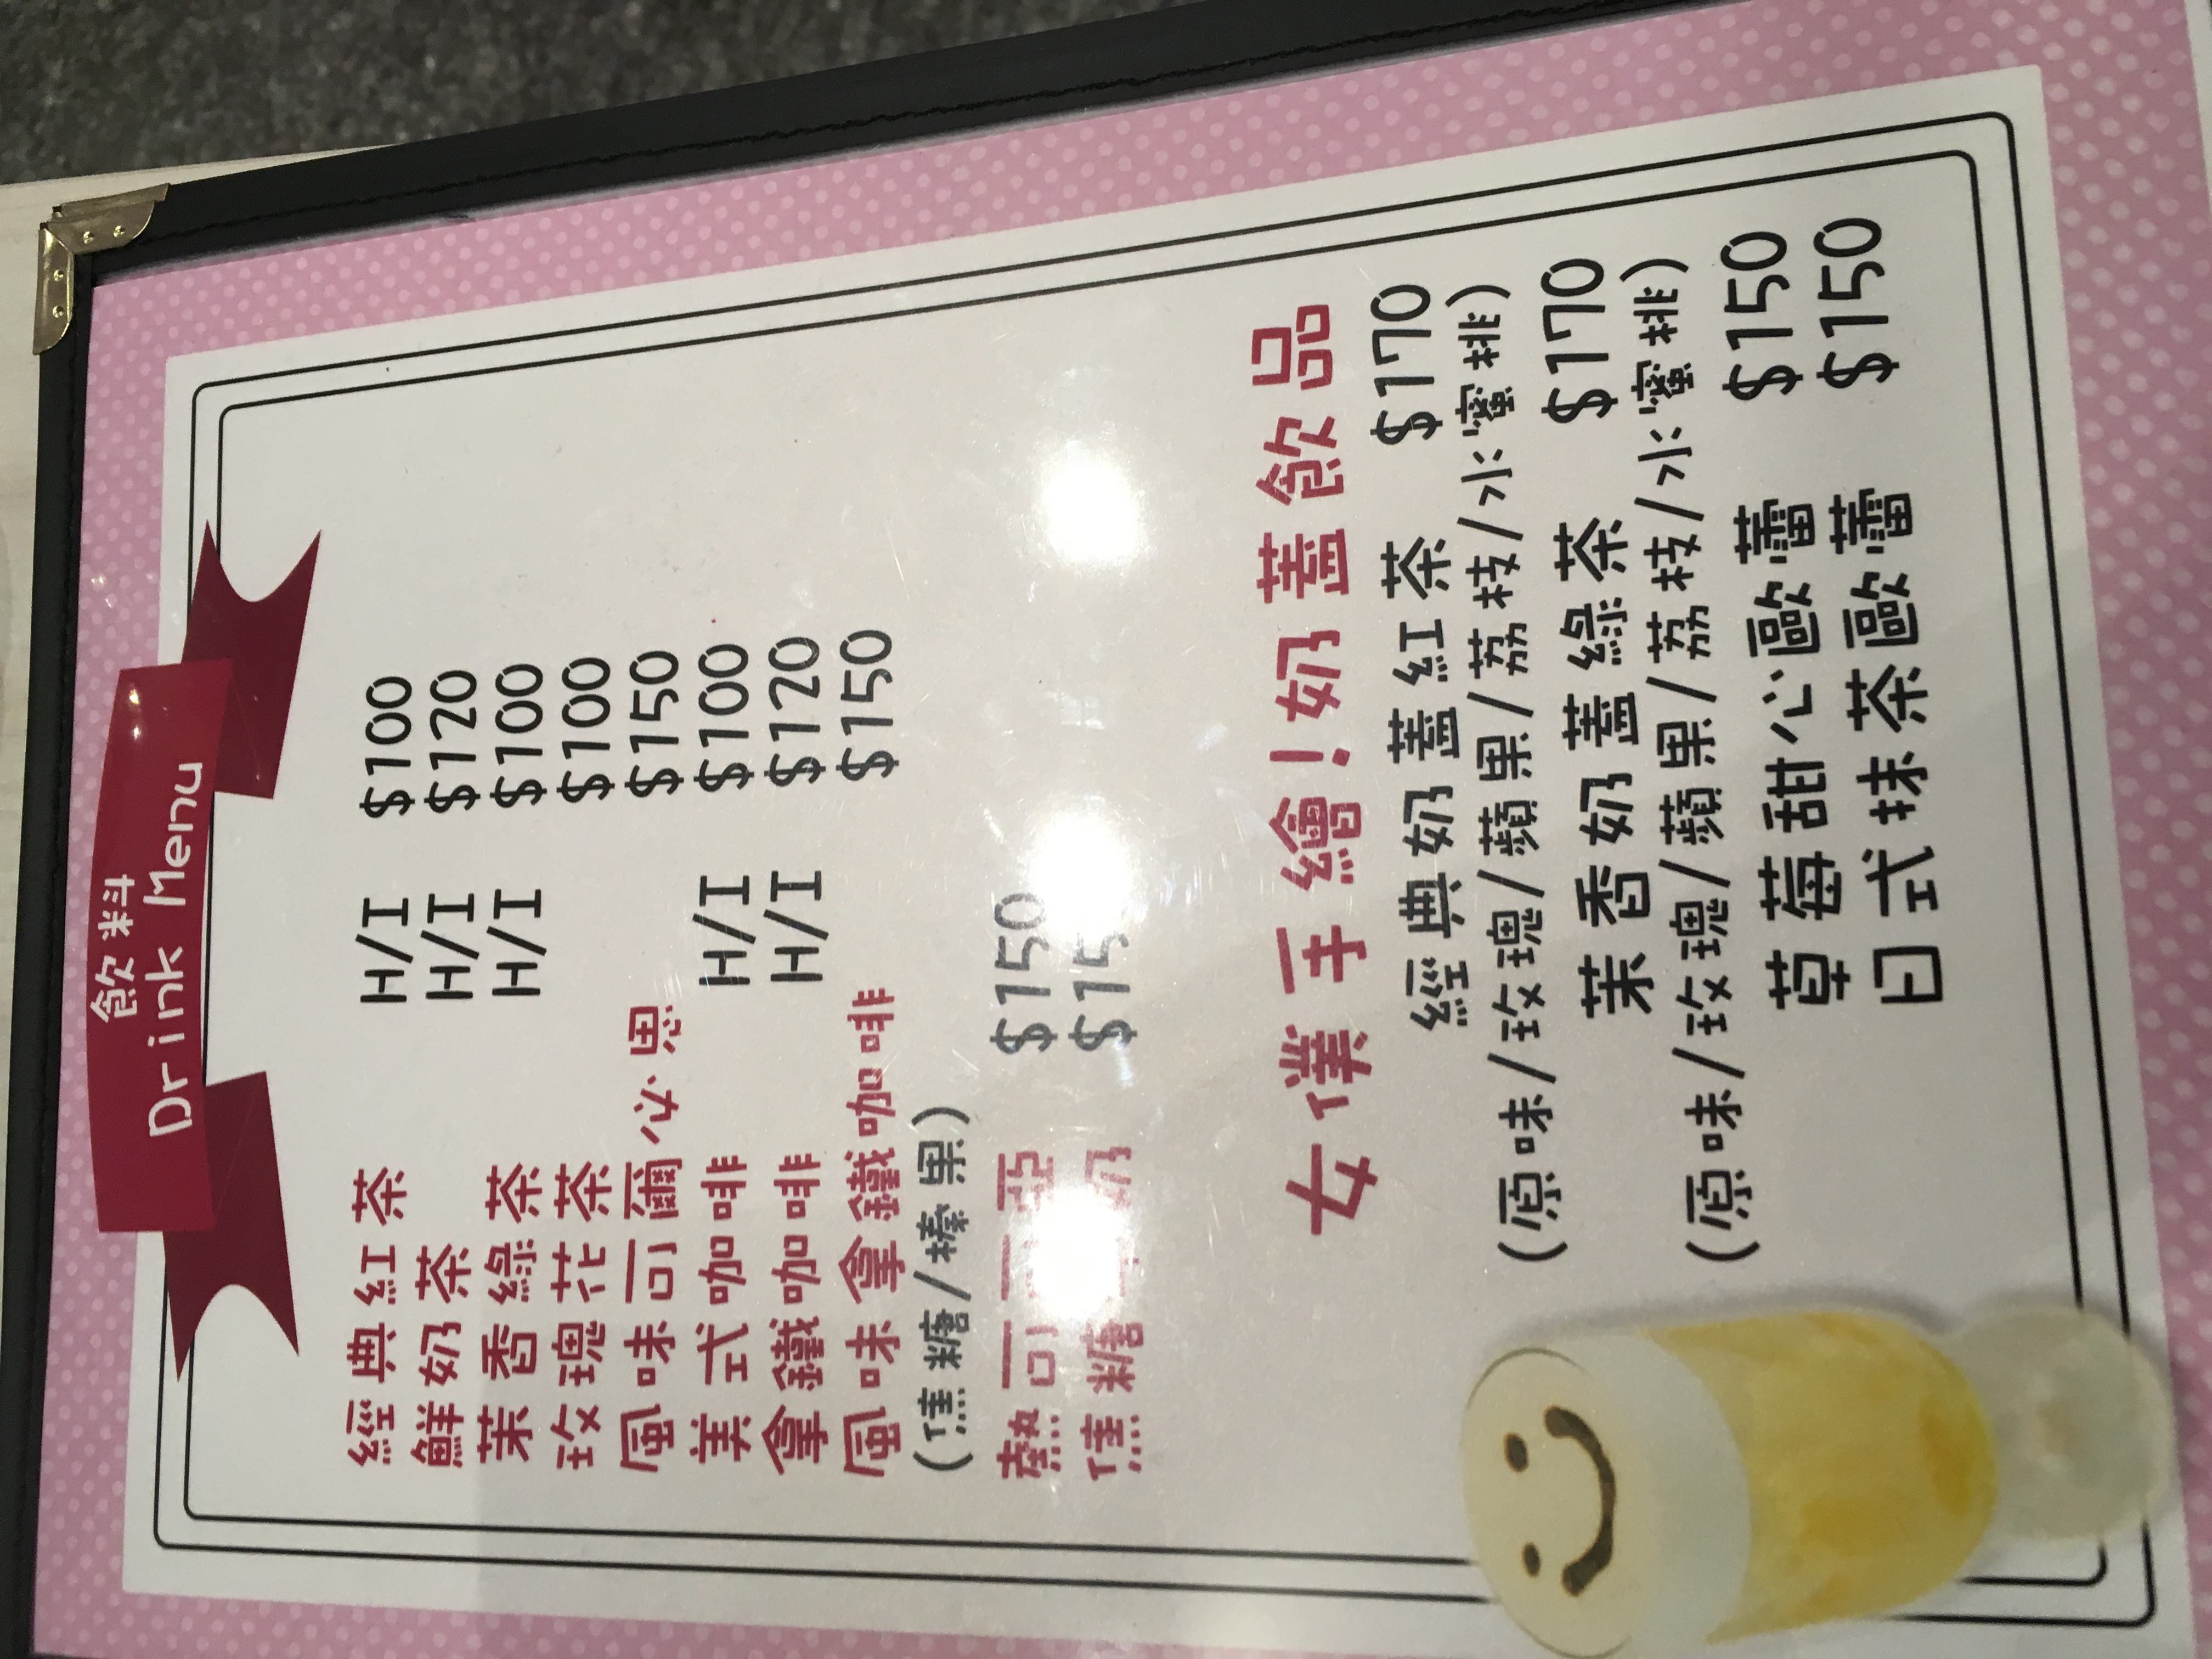 飲料
Drink Menu
經典紅茶 H/I $100
鮮奶茶 H/I $120
茉香綠茶 H/I $100
玫瑰花茶 $100
風味可爾必思 $150
美式咖啡 H/I $100
拿鐵咖啡 H/I $120
風味拿鐵咖啡 $150
(焦糖/榛果)
熱可可亞 $150
焦糖牛奶
女僕手繪!奶蓋飲品
經典奶蓋紅茶 $170
(原味/玫瑰/蘋果/荔枝/水蜜桃)
茉香奶蓋綠茶 $170
(原味/玫瑰/蘋果/荔枝/水蜜桃)
草莓甜心歐蕾 $150
日式抹茶歐蕾 $150